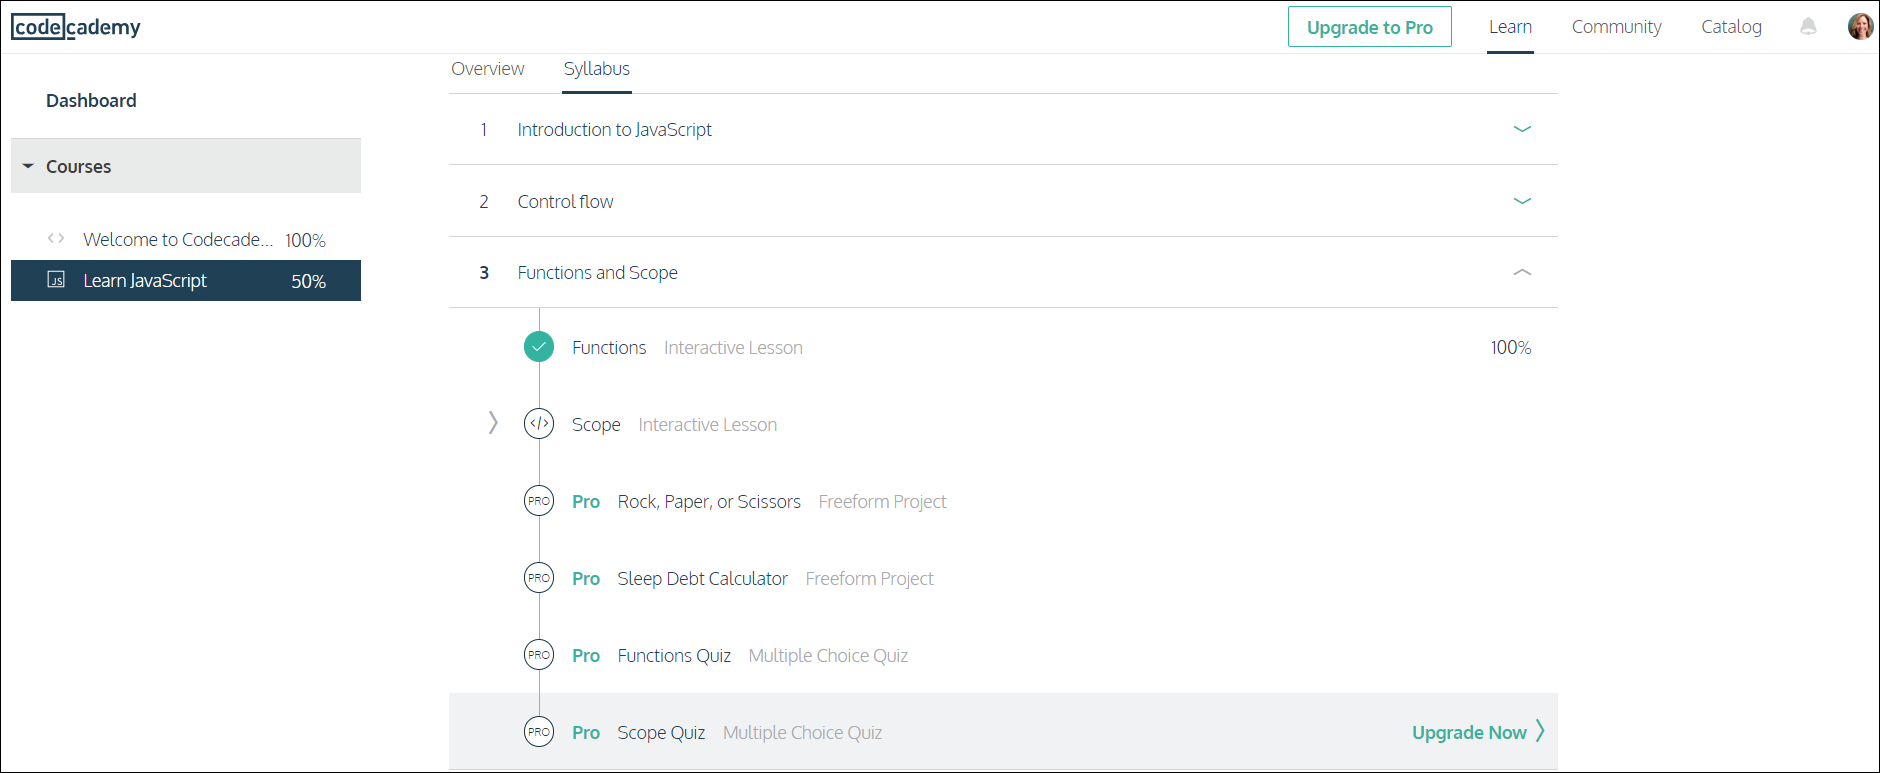 codecademy
Upgrade to Pro
Learn
Community
Catalog
Dashboard
Courses
Welcome to Codecade... 100%
JS Learn JavaScript 50%
Overview Syllabus
1 Introduction to JavaScript
2 Control flow
3 Functions and Scope
Functions Interactive Lesson 100%
</> Scope Interactive Lesson
PRO Pro Rock, Paper, or Scissors Freeform Project
PRO Pro Sleep Debt Calculator Freeform Project
PRO Pro Functions Quiz Multiple Choice Quiz
PRO Pro Scope Quiz Multiple Choice Quiz Upgrade Now